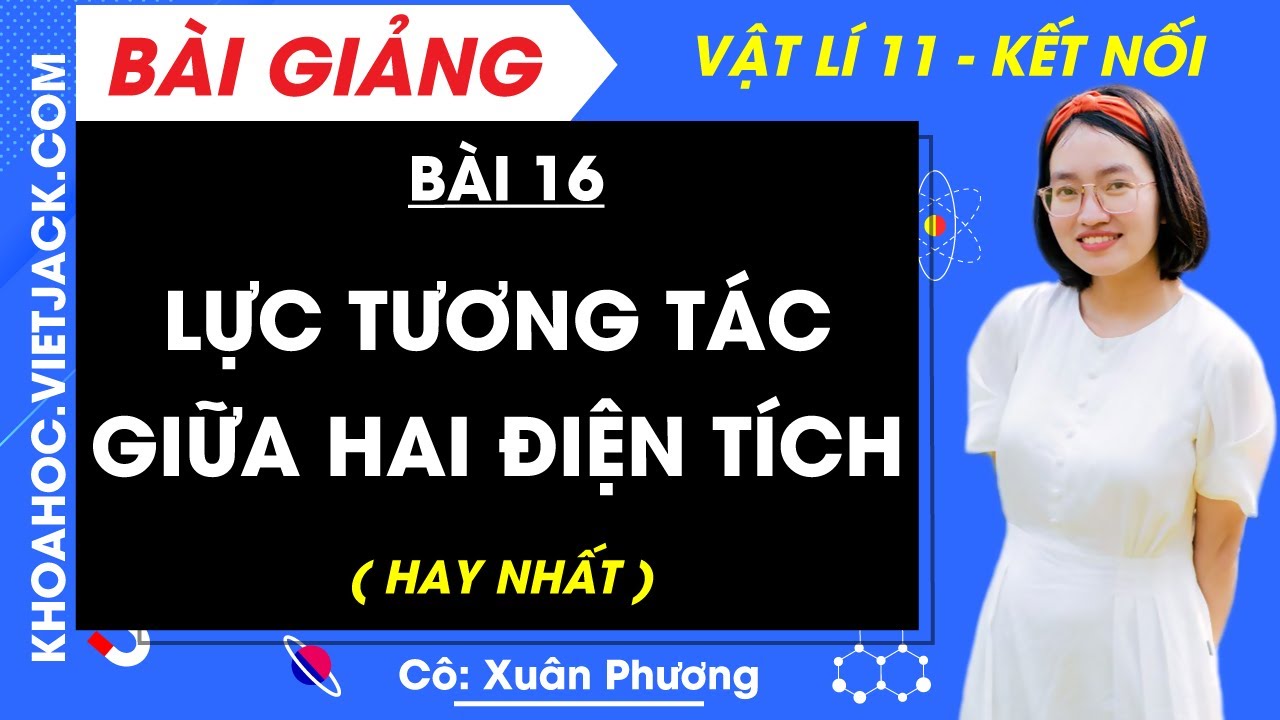 BÀI GIẢNG
VẬT LÍ 11 - KẾT NỐI
KHOAHOC.VIETJACK.COM
BÀI 16
LỰC TƯƠNG TÁC
GIỮA HAI ĐIỆN TÍCH
( HAY NHẤT )
Cô: Xuân Phương